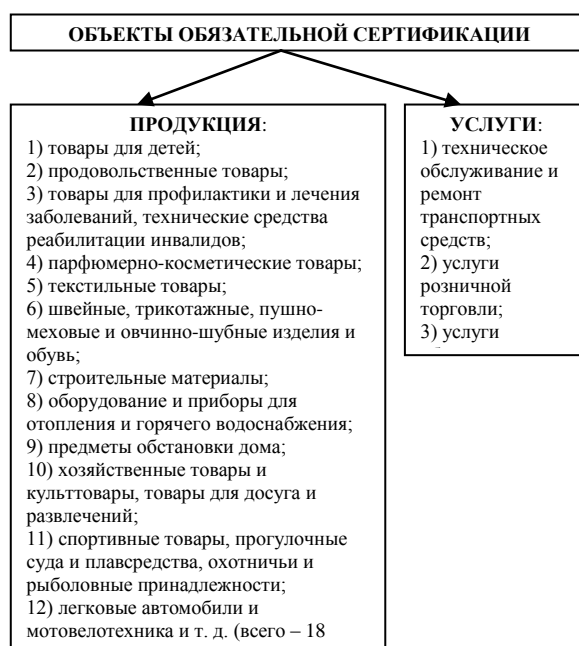 ОБЪЕКТЫ ОБЯЗАТЕЛЬНОЙ СЕРТИФИКАЦИИ
ПРОДУКЦИЯ:
1) товары для детей;
2) продовольственные товары;
3) товары для профилактики и лечения
заболеваний, технические средства
реабилитации инвалидов;
4) парфюмерно-косметические товары;
5) текстильные товары;
6) швейные, трикотажные, пушно-
меховые и овчинно-шубные изделия и
обувь;
7) строительные материалы;
8) оборудование и приборы для
отопления и горячего водоснабжения;
9) предметы обстановки дома;
10) хозяйственные товары и
культтовары, товары для досуга и
развлечений;
11) спортивные товары, прогулочные
суда и плавсредства, охотничьи и
рыболовные принадлежности;
12) легковые автомобили и
мотовелотехника и т. д. (всего – 18
УСЛУГИ:
1) техническое
обслуживание и
ремонт
транспортных
средств;
2) услуги
розничной
торговли;
3) услуги